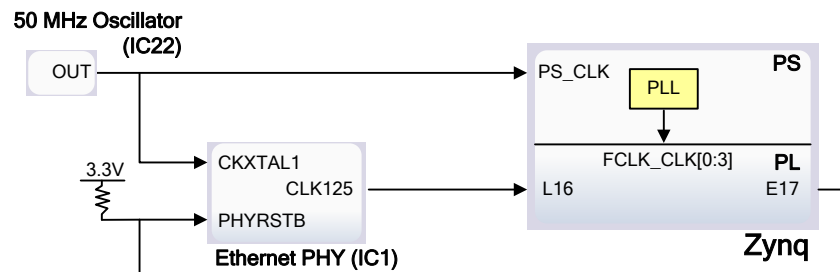 50 MHz Oscillator
(IC22)
OUT
PS_CLK
PS
PLL
3.3V
CKXTAL1
CLK125
PHYRSTB
Ethernet PHY (IC1)
FCLK_CLK[0:3]
PL
L16
E17
Zynq